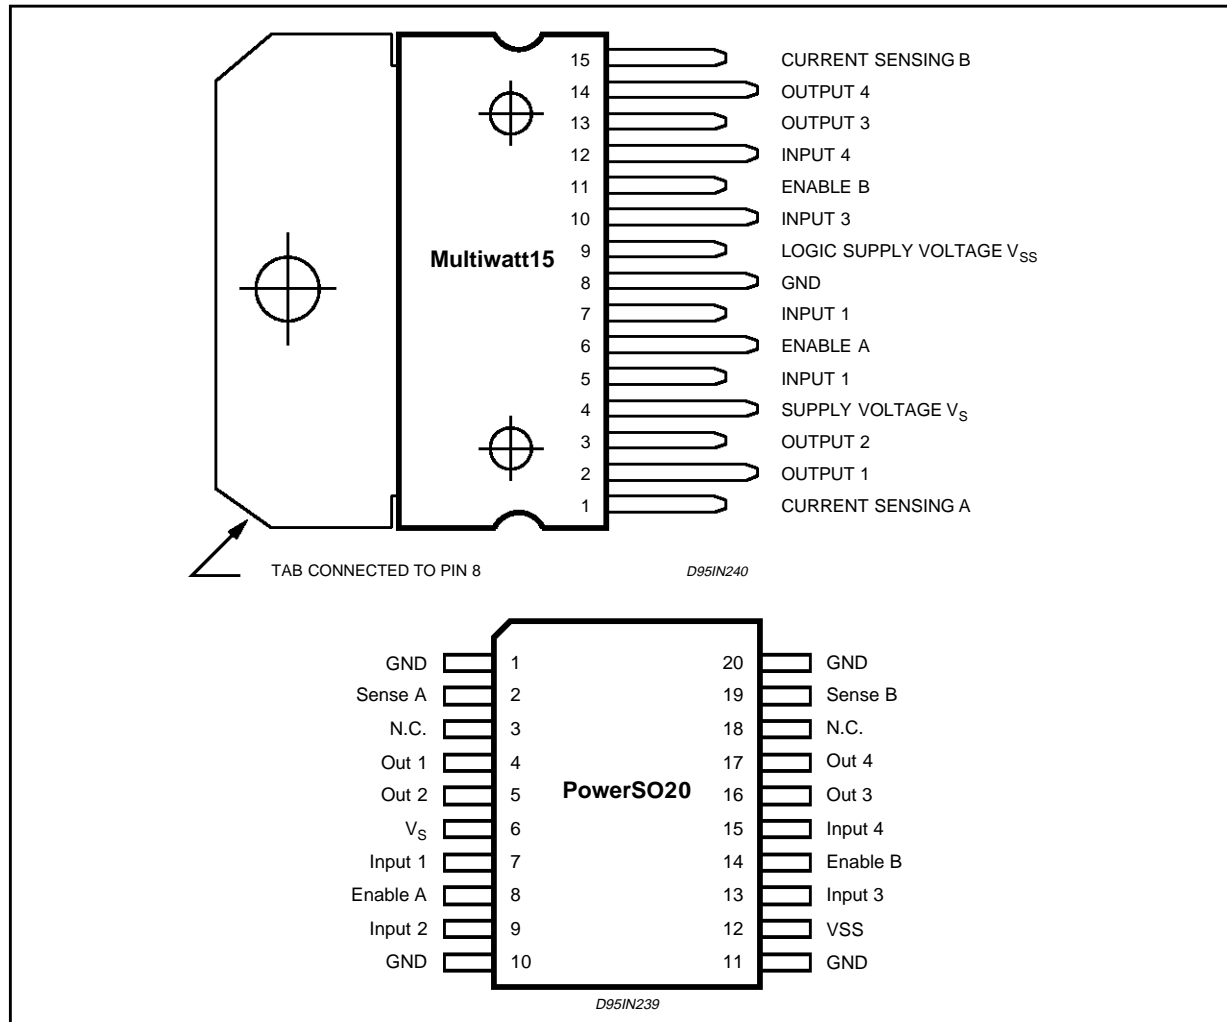 15 CURRENT SENSING B
14 OUTPUT 4
13 OUTPUT 3
12 INPUT 4
11 ENABLE B
10 INPUT 3
Multiwatt15
9 LOGIC SUPPLY VOLTAGE VSS
8 GND
7 INPUT 1
6 ENABLE A
5 INPUT 1
4 SUPPLY VOLTAGE VS
3 OUTPUT 2
2 OUTPUT 1
1 CURRENT SENSING A
TAB CONNECTED TO PIN 8
D95IN240
GND 1 20 GND
Sense A 2 19 Sense B
N.C. 3 18 N.C.
Out 1 4 17 Out 4
Out 2 5 PowerSO20 16 Out 3
VS 6 15 Input 4
Input 1 7 14 Enable B
Enable A 8 13 Input 3
Input 2 9 12 VSS
GND 10 11 GND
D95IN239